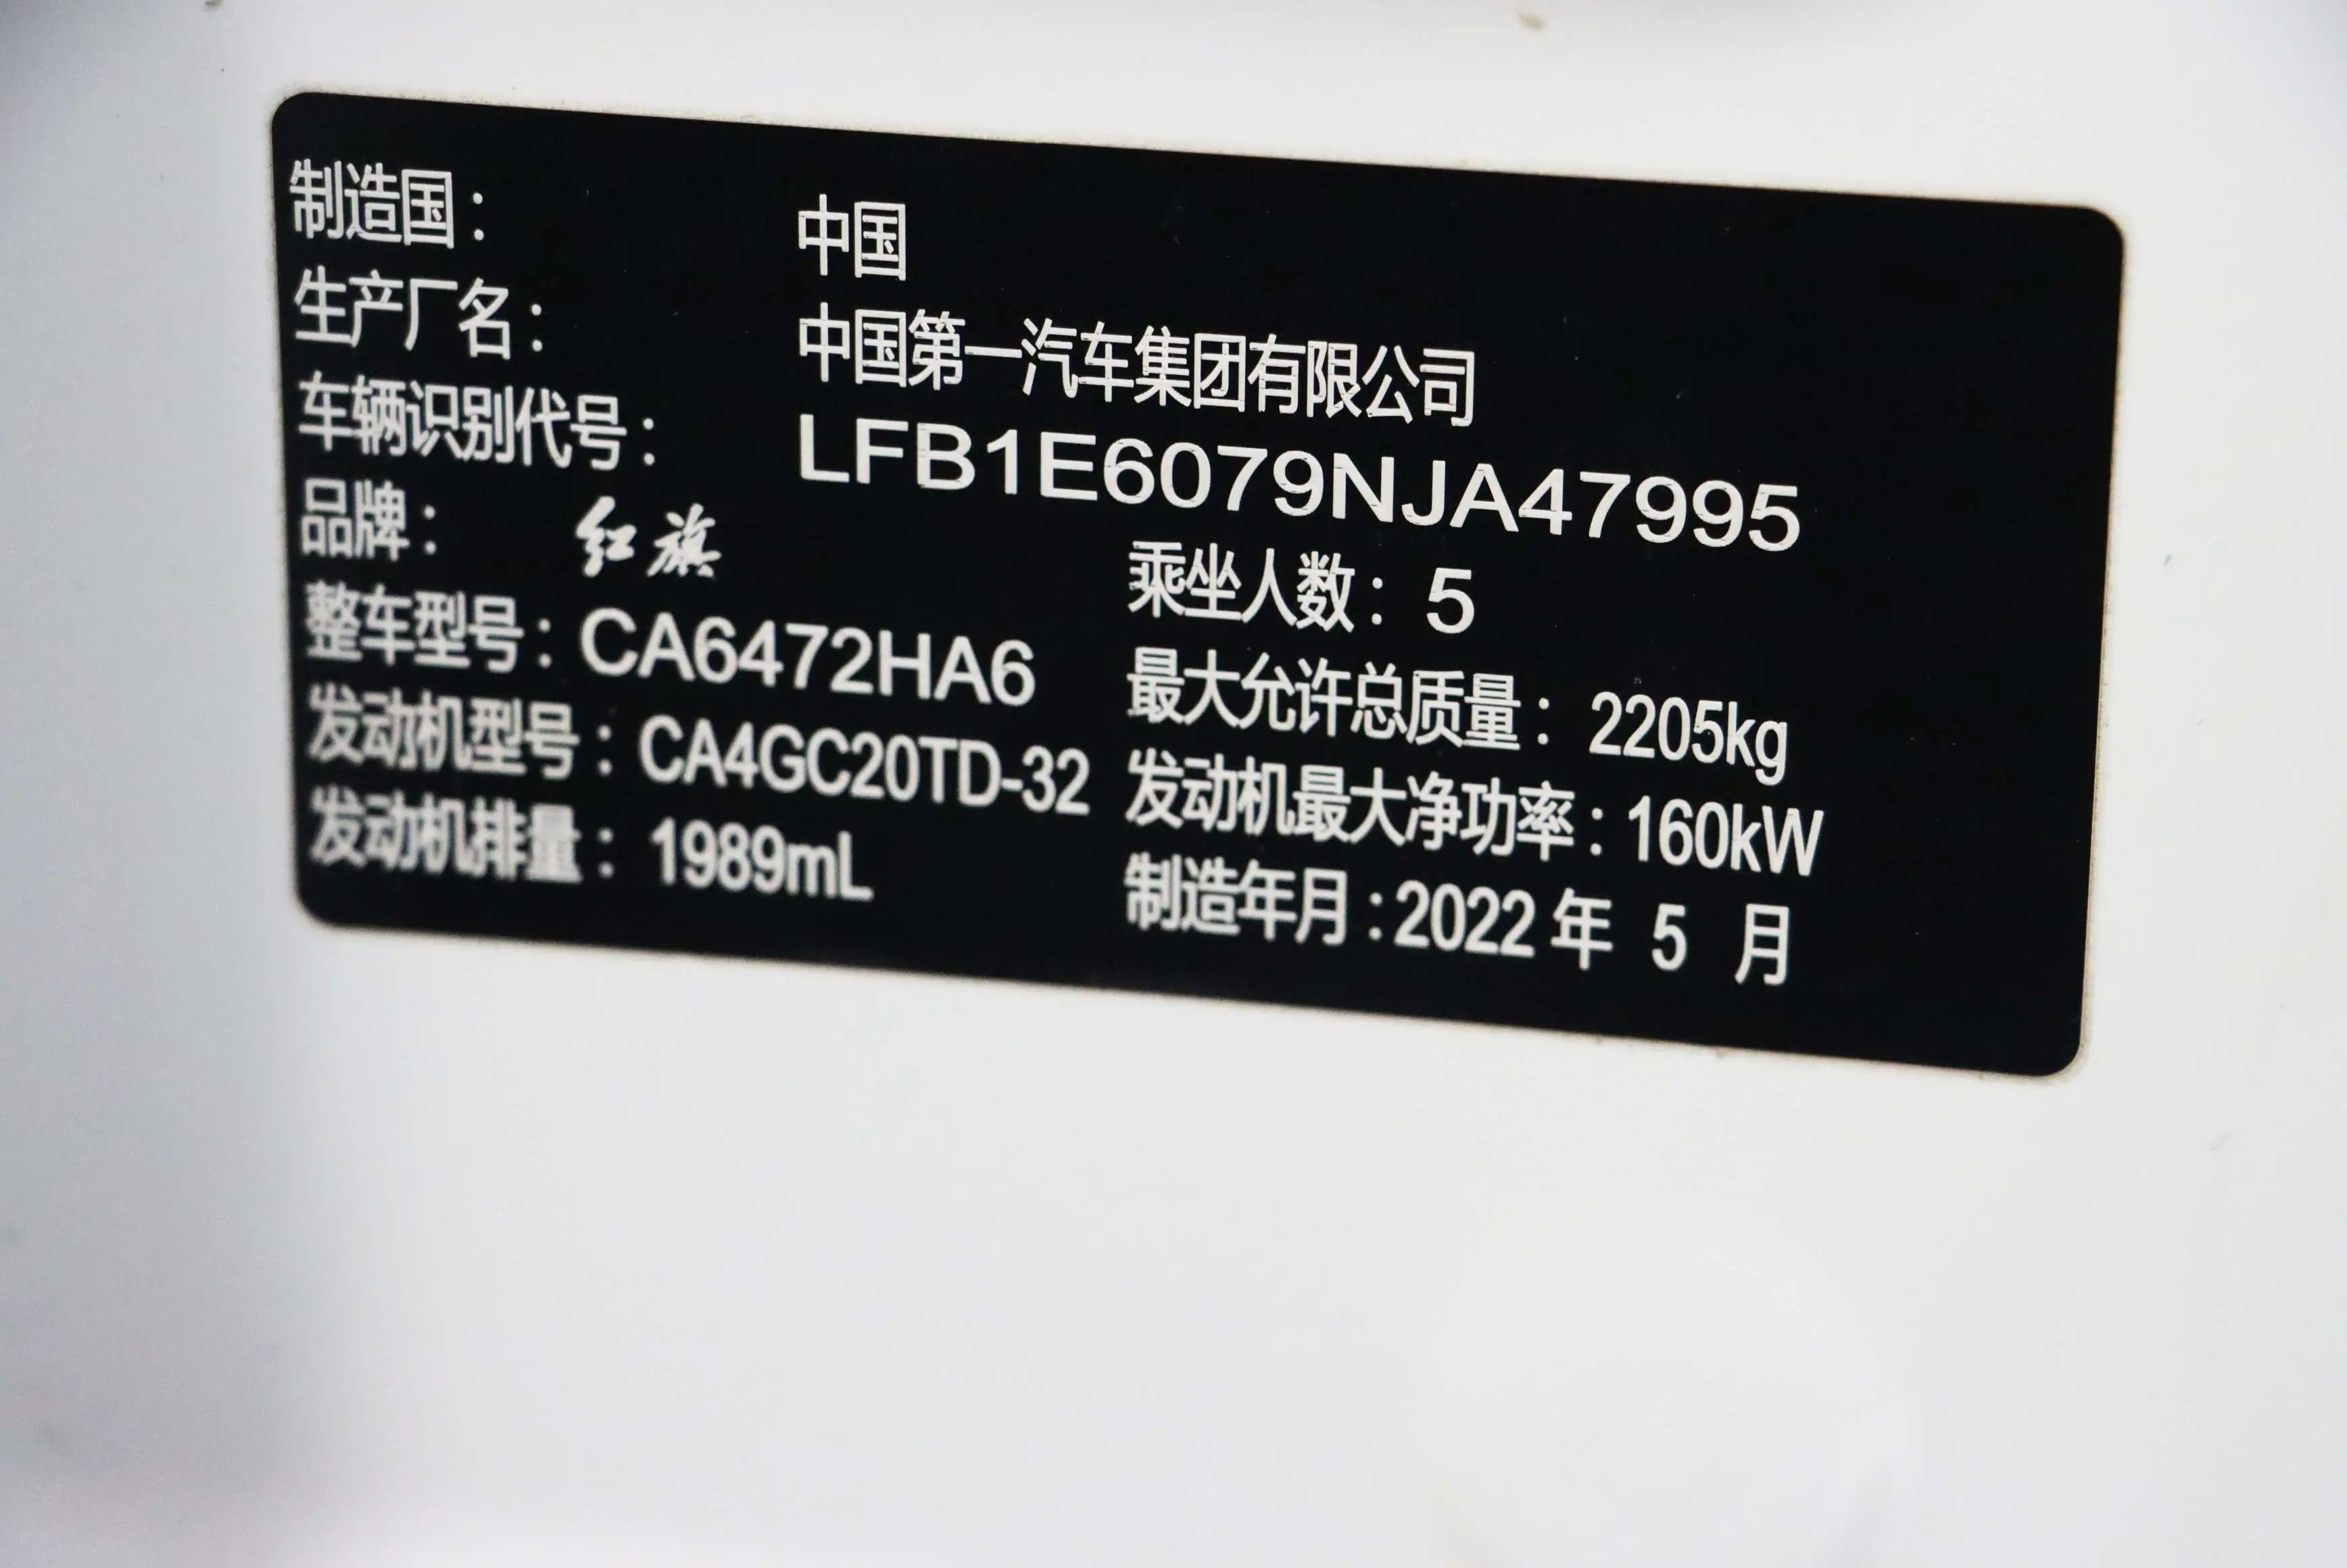 制造国： 中国
生产厂名： 中国第一汽车集团有限公司
车辆识别代号： LFB1E6079NJA47995
品牌： 红旗 乘坐人数： 5
整车型号：CA6472HA6 最大允许总质量： 2205kg
发动机型号：CA4GC20TD-32 发动机最大净功率：160kW
发动机排量： 1989mL 制造年月：2022 年 5 月